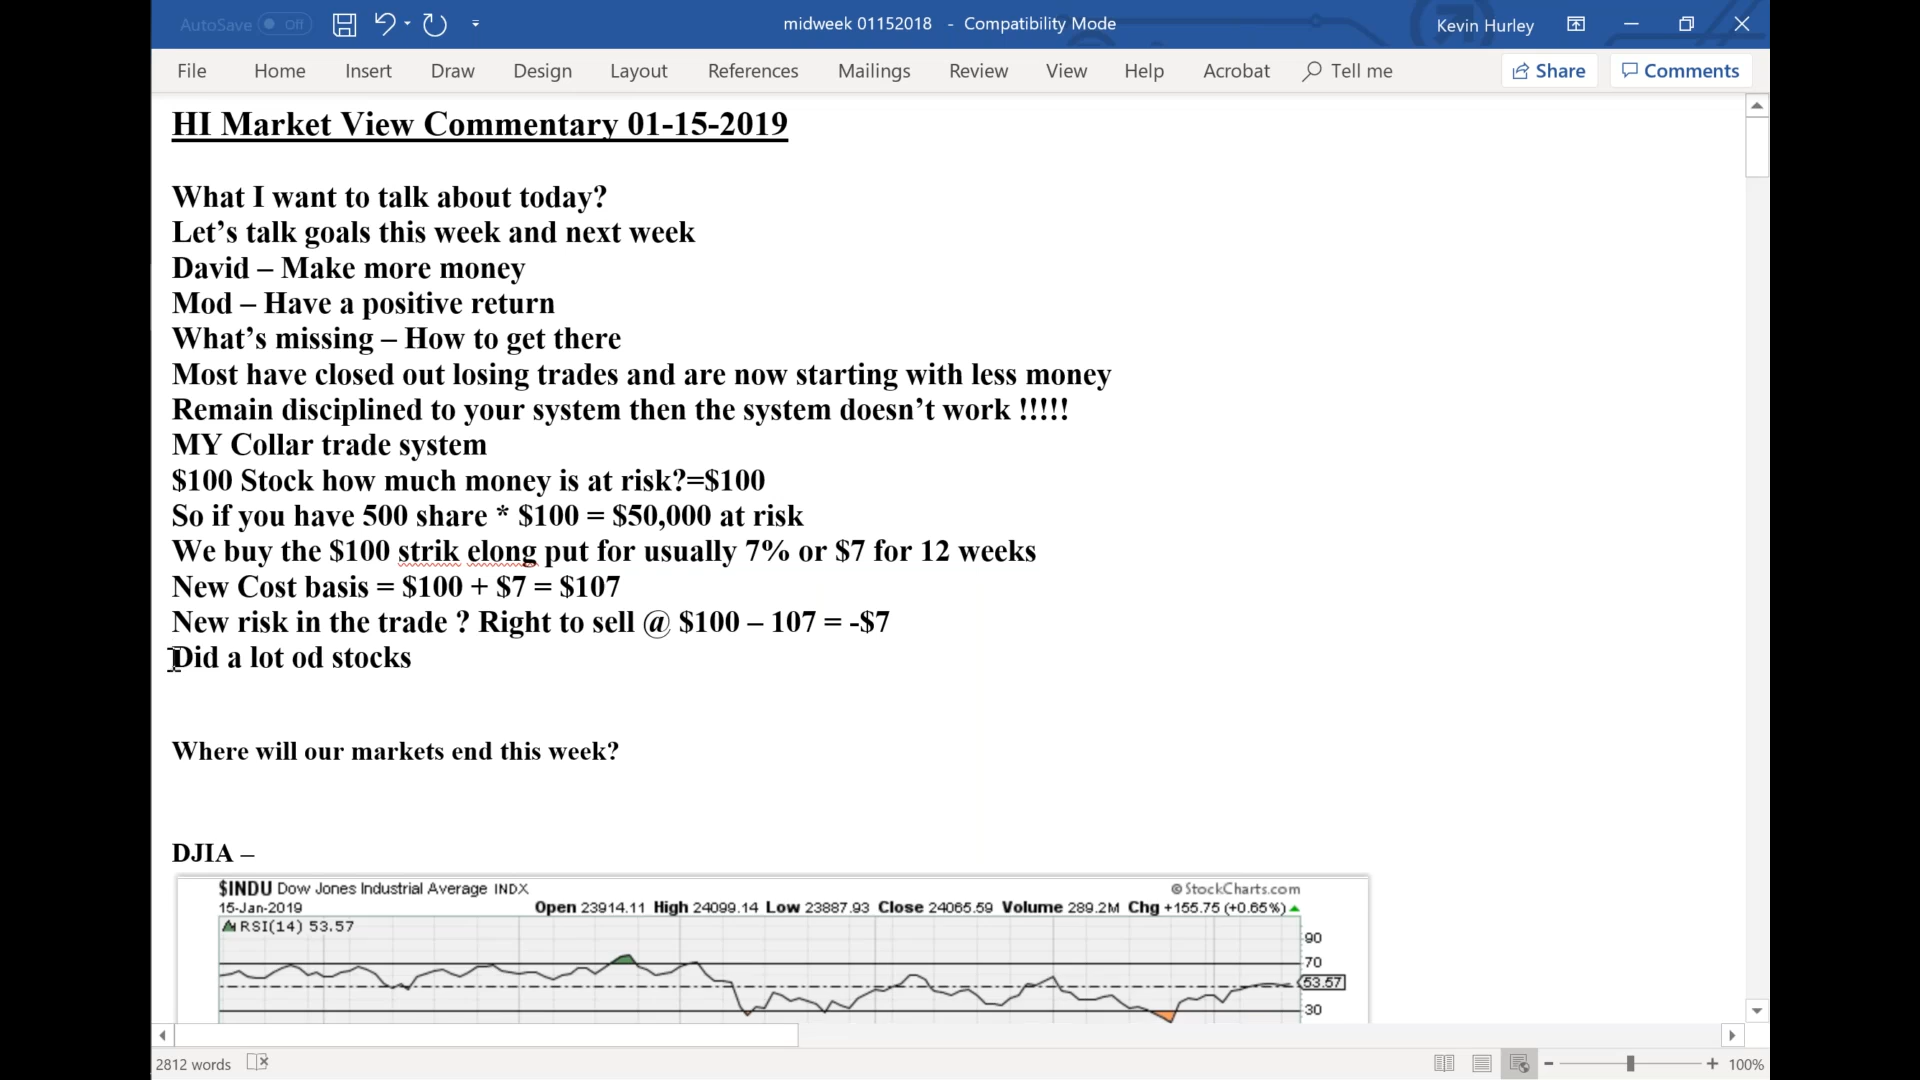 AutoSave Off
midweek 01152018 - Compatibility Mode
Kevin Hurley
File Home Insert Draw Design Layout References Mailings Review View Help Acrobat Tell me
Share Comments
HI Market View Commentary 01-15-2019
What I want to talk about today?
Let’s talk goals this week and next week
David – Make more money
Mod – Have a positive return
What’s missing – How to get there
Most have closed out losing trades and are now starting with less money
Remain disciplined to your system then the system doesn’t work !!!!!
MY Collar trade system
$100 Stock how much money is at risk?=$100
So if you have 500 share * $100 = $50,000 at risk
We buy the $100 strik elong put for usually 7% or $7 for 12 weeks
New Cost basis = $100 + $7 = $107
New risk in the trade ? Right to sell @ $100 – 107 = -$7
Did a lot od stocks
Where will our markets end this week?
DJIA –
$INDU Dow Jones Industrial Average INDX
© StockCharts.com
15-Jan-2019
Open 23914.11 High 24099.14 Low 23887.93 Close 24065.59 Volume 289.2M Chg +155.75 (+0.65%)
RSI(14) 53.57
90
70
53.57
30
2812 words
100%